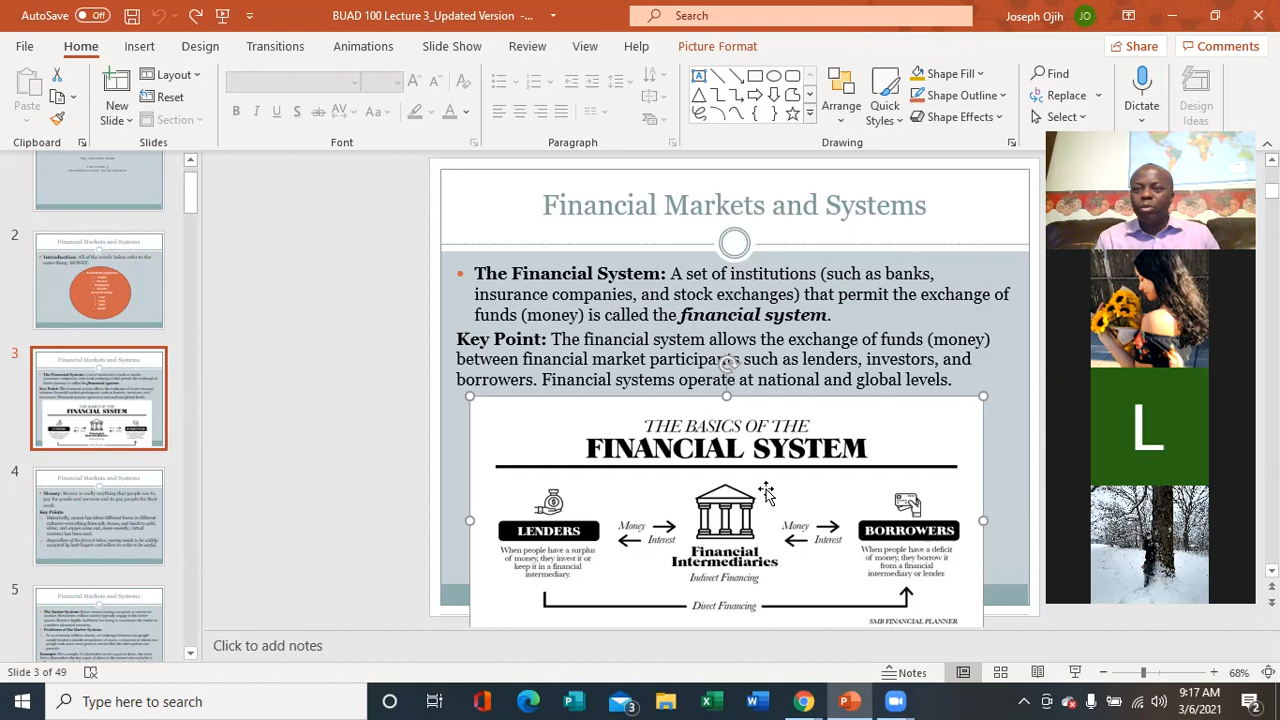 AutoSave Off BUAD 100 Lecture 3_Updated Version -... Search Joseph Ojih JO
File Home Insert Design Transitions Animations Slide Show Review View Help Picture Format Share Comments
Paste New Slide Layout Reset Section Arrange Quick Styles Shape Fill Shape Outline Shape Effects Find Replace Select Dictate Design Ideas
Clipboard Slides Font Paragraph Drawing
2
3
4
5
Financial Markets and Systems
The Financial System: A set of institutions (such as banks,
insurance companies, and stock exchanges) that permit the exchange of
funds (money) is called the financial system.
Key Point: The financial system allows the exchange of funds (money)
between financial market participants such as lenders, investors, and
borrowers. Financial systems operate at national and global levels.
THE BASICS OF THE
FINANCIAL SYSTEM
LENDERS
When people have a surplus
of money, they invest it or
keep it in a financial
intermediary.
Money
Interest
Financial
Intermediaries
Indirect Financing
Money
Interest
BORROWERS
When people have a deficit
of money, they borrow it
from a financial
intermediary or lender.
Direct Financing
SMB FINANCIAL PLANNER
L
Click to add notes
Slide 3 of 49 Notes 68%
Type here to search 3 9:17 AM
3/6/2021 2